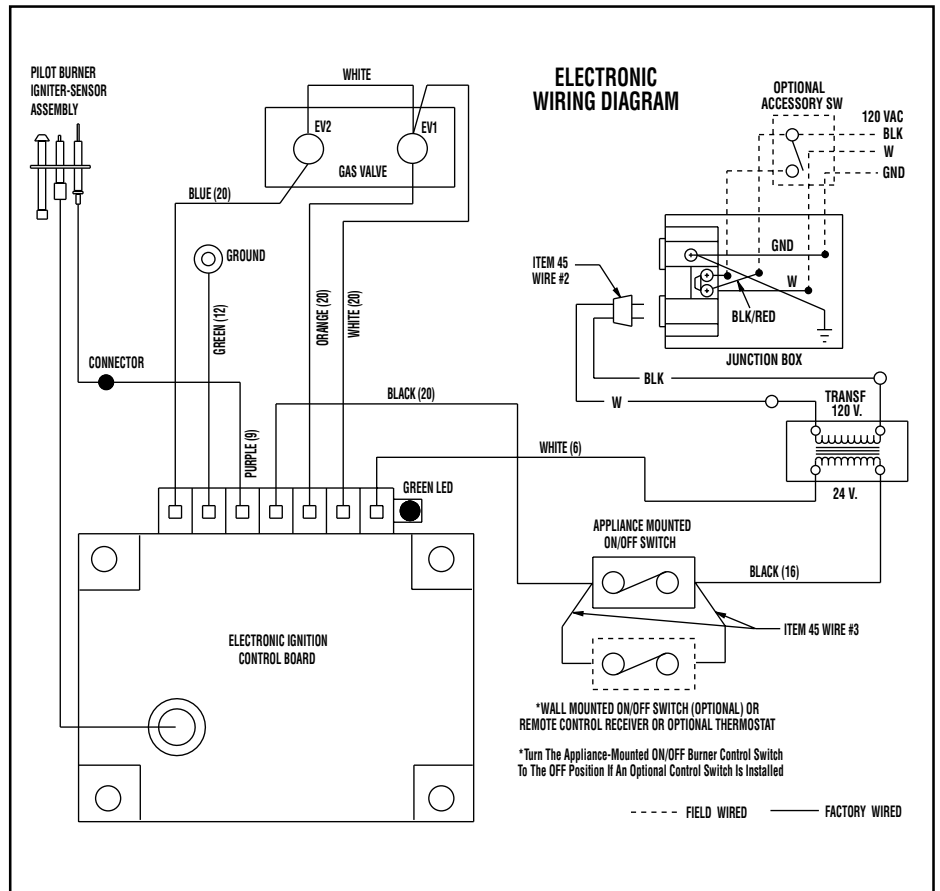 ELECTRONIC
WIRING DIAGRAM
PILOT BURNER
IGNITER-SENSOR
ASSEMBLY
WHITE
EV2
EV1
GAS VALVE
BLUE (20)
GROUND
GREEN (12)
ORANGE (20)
WHITE (20)
CONNECTOR
PURPLE (9)
BLACK (20)
WHITE (6)
GREEN LED
ELECTRONIC IGNITION
CONTROL BOARD
OPTIONAL
ACCESSORY SW
120 VAC
BLK
W
GND
ITEM 45
WIRE #2
GND
W
BLK/RED
JUNCTION BOX
BLK
W
TRANSF
120 V.
24 V.
APPLIANCE MOUNTED
ON/OFF SWITCH
BLACK (16)
ITEM 45 WIRE #3
*WALL MOUNTED ON/OFF SWITCH (OPTIONAL) OR
REMOTE CONTROL RECEIVER OR OPTIONAL THERMOSTAT
*Turn The Appliance-Mounted ON/OFF Burner Control Switch
To The OFF Position If An Optional Control Switch Is Installed
FIELD WIRED
FACTORY WIRED